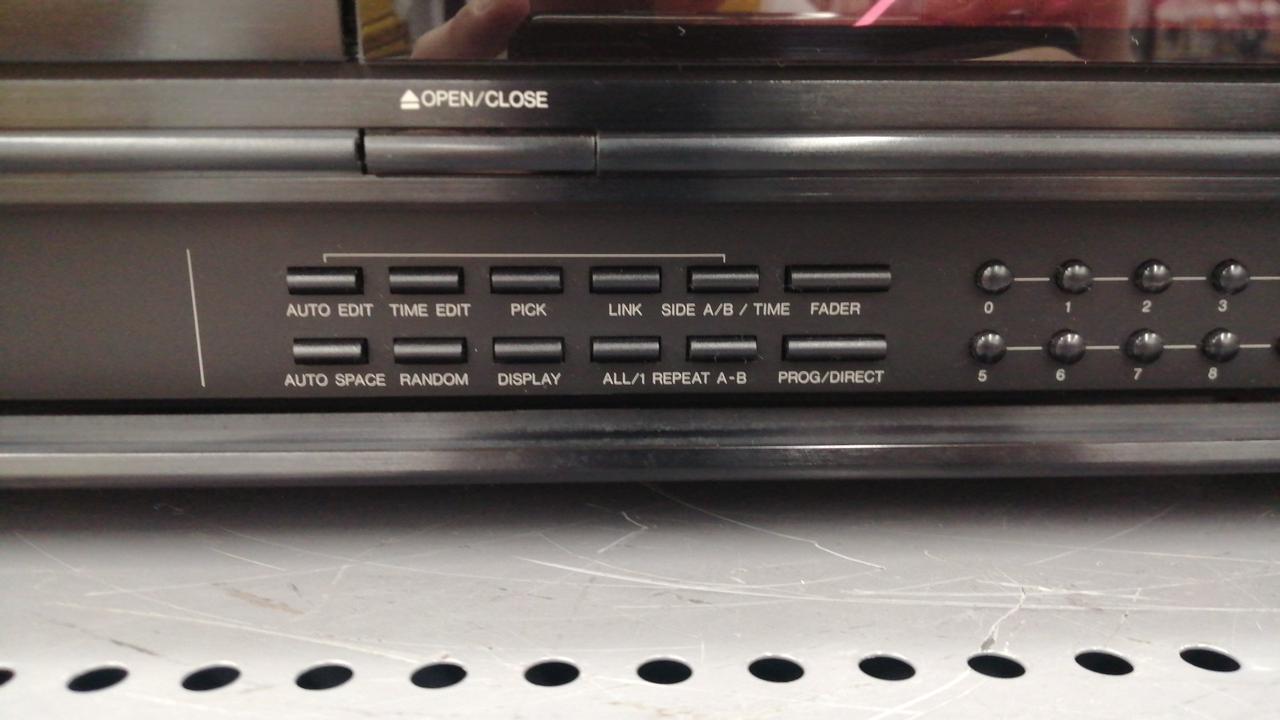 ⏏OPEN/CLOSE
AUTO EDIT TIME EDIT PICK LINK SIDE A/B / TIME FADER 0 1 2 3
AUTO SPACE RANDOM DISPLAY ALL/1 REPEAT A-B PROG/DIRECT 5 6 7 8